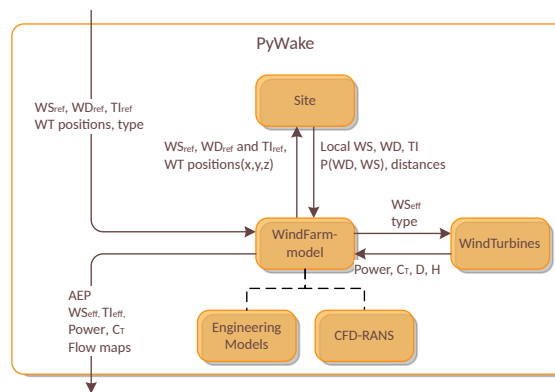 PyWake
Site
WSref, WDref, TIref
WT positions, type
WSref, WDref and TIref,
WT positions(x,y,z)
Local WS, WD, TI
P(WD, WS), distances
WSeff
type
WindFarm-
model
WindTurbines
Power, CT, D, H
AEP
WSeff, TIeff,
Power, CT
Flow maps
Engineering
Models
CFD-RANS